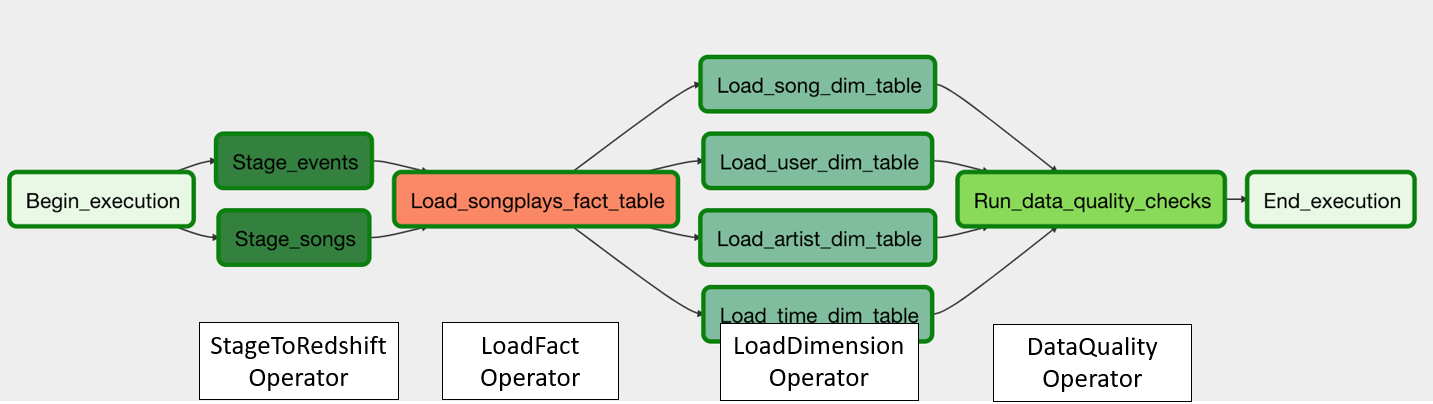 Load_song_dim_table
Stage_events
Load_user_dim_table
Begin_execution
Load_songplays_fact_table
Run_data_quality_checks
End_execution
Stage_songs
Load_artist_dim_table
Load_time_dim_table
StageToRedshift
Operator
LoadFact
Operator
LoadDimension
Operator
DataQuality
Operator